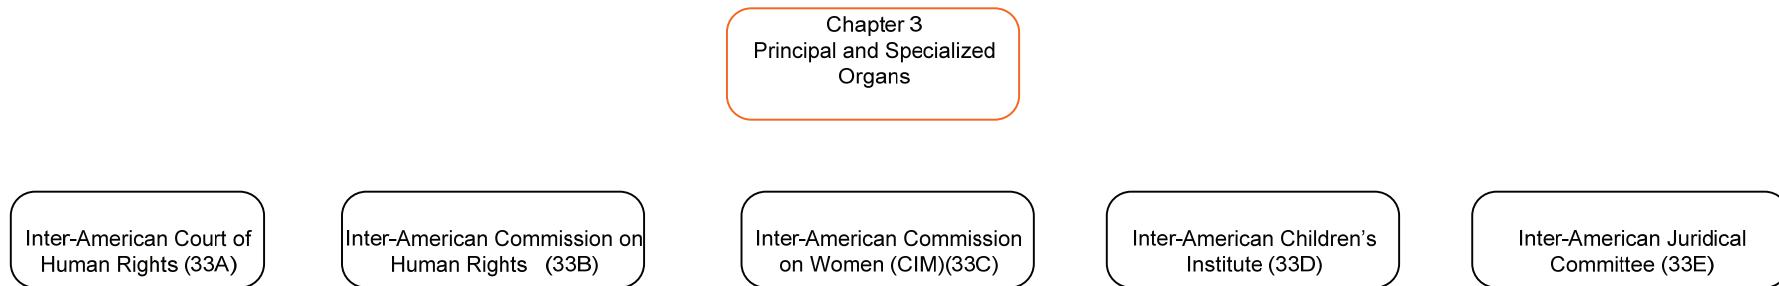 Chapter 3
Principal and Specialized
Organs
Inter-American Court of
Human Rights (33A)
Inter-American Commission on
Human Rights (33B)
Inter-American Commission
on Women (CIM)(33C)
Inter-American Children’s
Institute (33D)
Inter-American Juridical
Committee (33E)